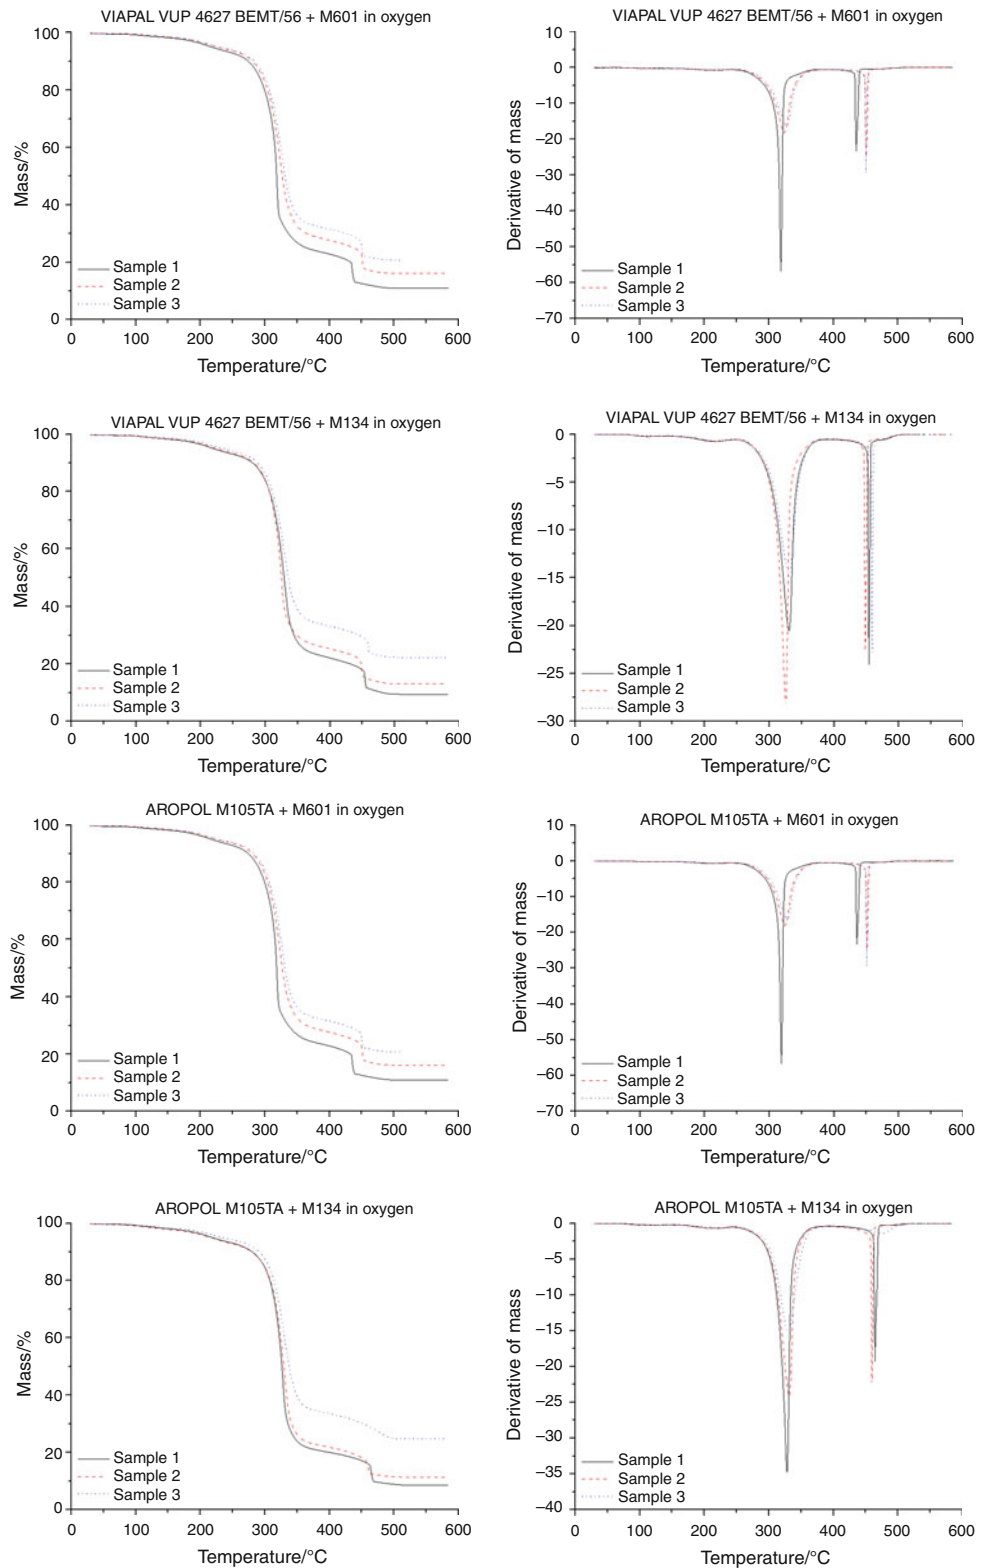 VIAPAL VUP 4627 BEMT/56 + M601 in oxygen
100
80
60
40
20
0
Mass/%
Sample 1
Sample 2
Sample 3
0 100 200 300 400 500 600
Temperature/°C
VIAPAL VUP 4627 BEMT/56 + M601 in oxygen
10
0
−10
−20
−30
−40
−50
−60
−70
Derivative of mass
Sample 1
Sample 2
Sample 3
0 100 200 300 400 500 600
Temperature/°C
VIAPAL VUP 4627 BEMT/56 + M134 in oxygen
100
80
60
40
20
0
Mass/%
Sample 1
Sample 2
Sample 3
0 100 200 300 400 500 600
Temperature/°C
VIAPAL VUP 4627 BEMT/56 + M134 in oxygen
0
−5
−10
−15
−20
−25
−30
Derivative of mass
Sample 1
Sample 2
Sample 3
0 100 200 300 400 500 600
Temperature/°C
AROPOL M105TA + M601 in oxygen
100
80
60
40
20
0
Mass/%
Sample 1
Sample 2
Sample 3
0 100 200 300 400 500 600
Temperature/°C
AROPOL M105TA + M601 in oxygen
10
0
−10
−20
−30
−40
−50
−60
−70
Derivative of mass
Sample 1
Sample 2
Sample 3
0 100 200 300 400 500 600
Temperature/°C
AROPOL M105TA + M134 in oxygen
100
80
60
40
20
0
Mass/%
Sample 1
Sample 2
Sample 3
0 100 200 300 400 500 600
Temperature/°C
AROPOL M105TA + M134 in oxygen
0
−5
−10
−15
−20
−25
−30
−35
−40
Derivative of mass
Sample 1
Sample 2
Sample 3
0 100 200 300 400 500 600
Temperature/°C